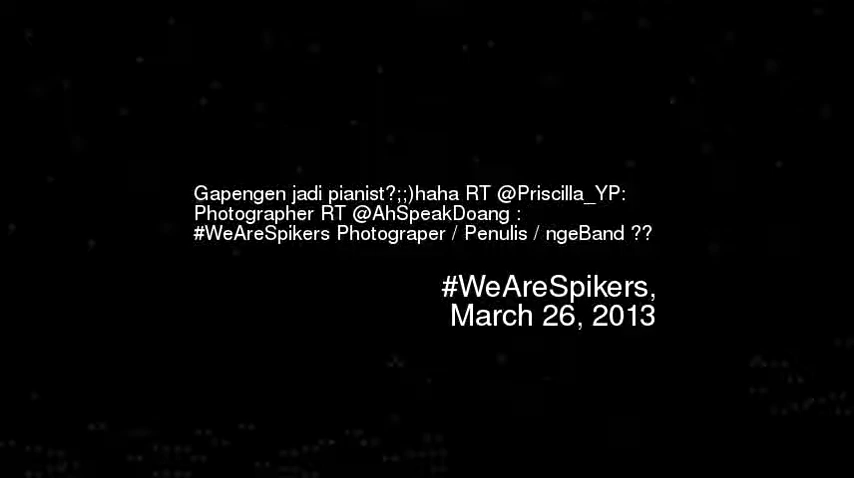 Gapengen jadi pianist?;;)haha RT @Priscilla_YP:
Photographer RT @AhSpeakDoang :
#WeAreSpikers Photograper / Penulis / ngeBand ??
#WeAreSpikers,
March 26, 2013